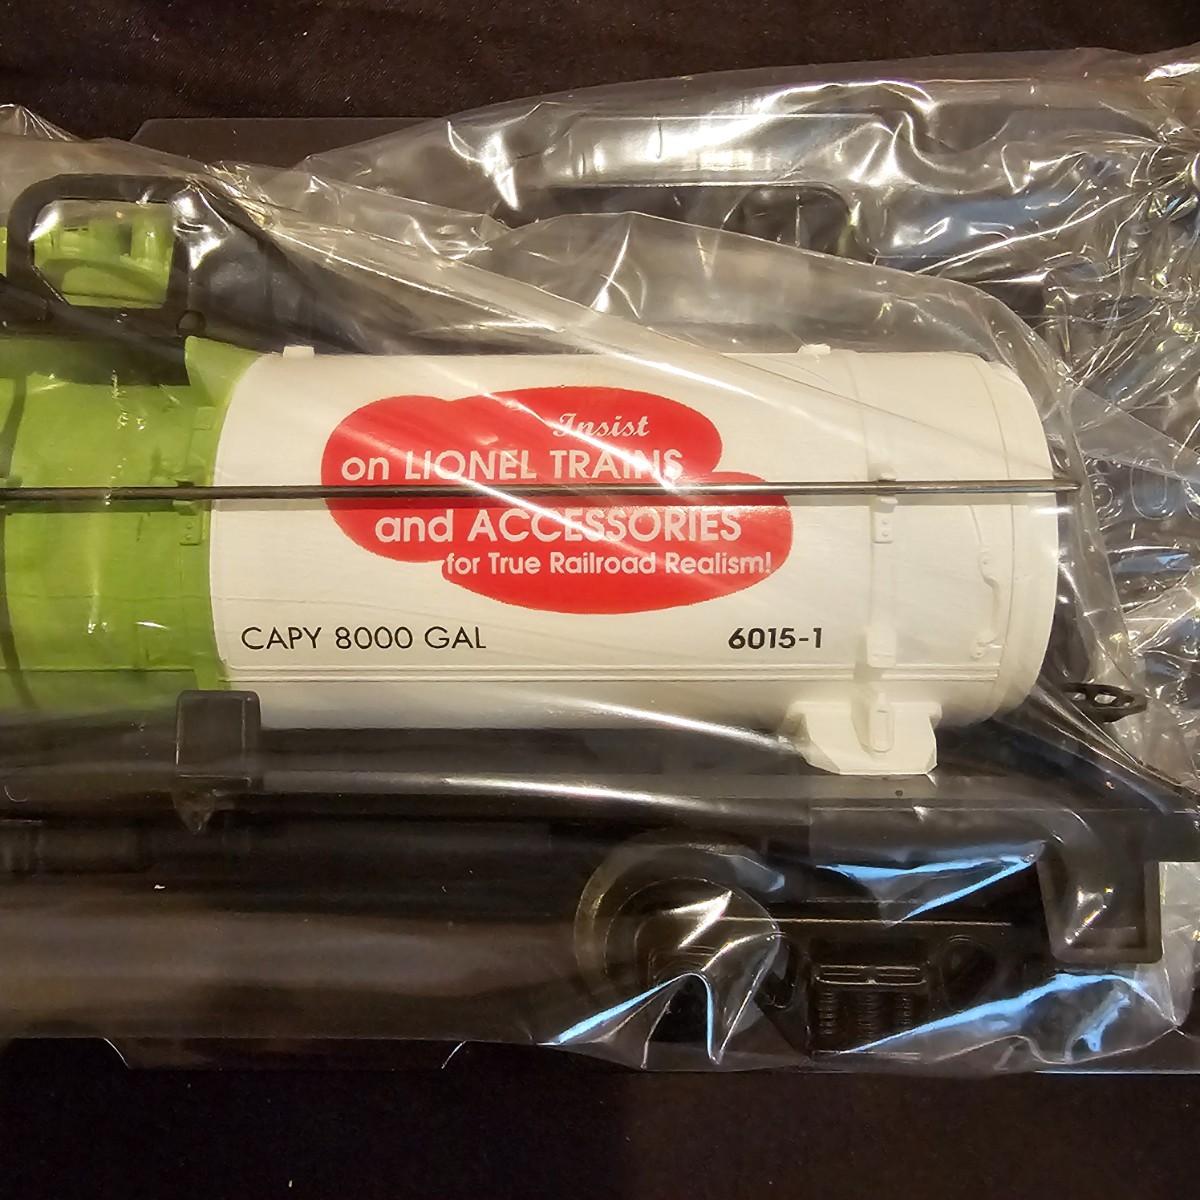 Insist
on LIONEL TRAINS
and ACCESSORIES
for True Railroad Realism!
CAPY 8000 GAL 6015-1